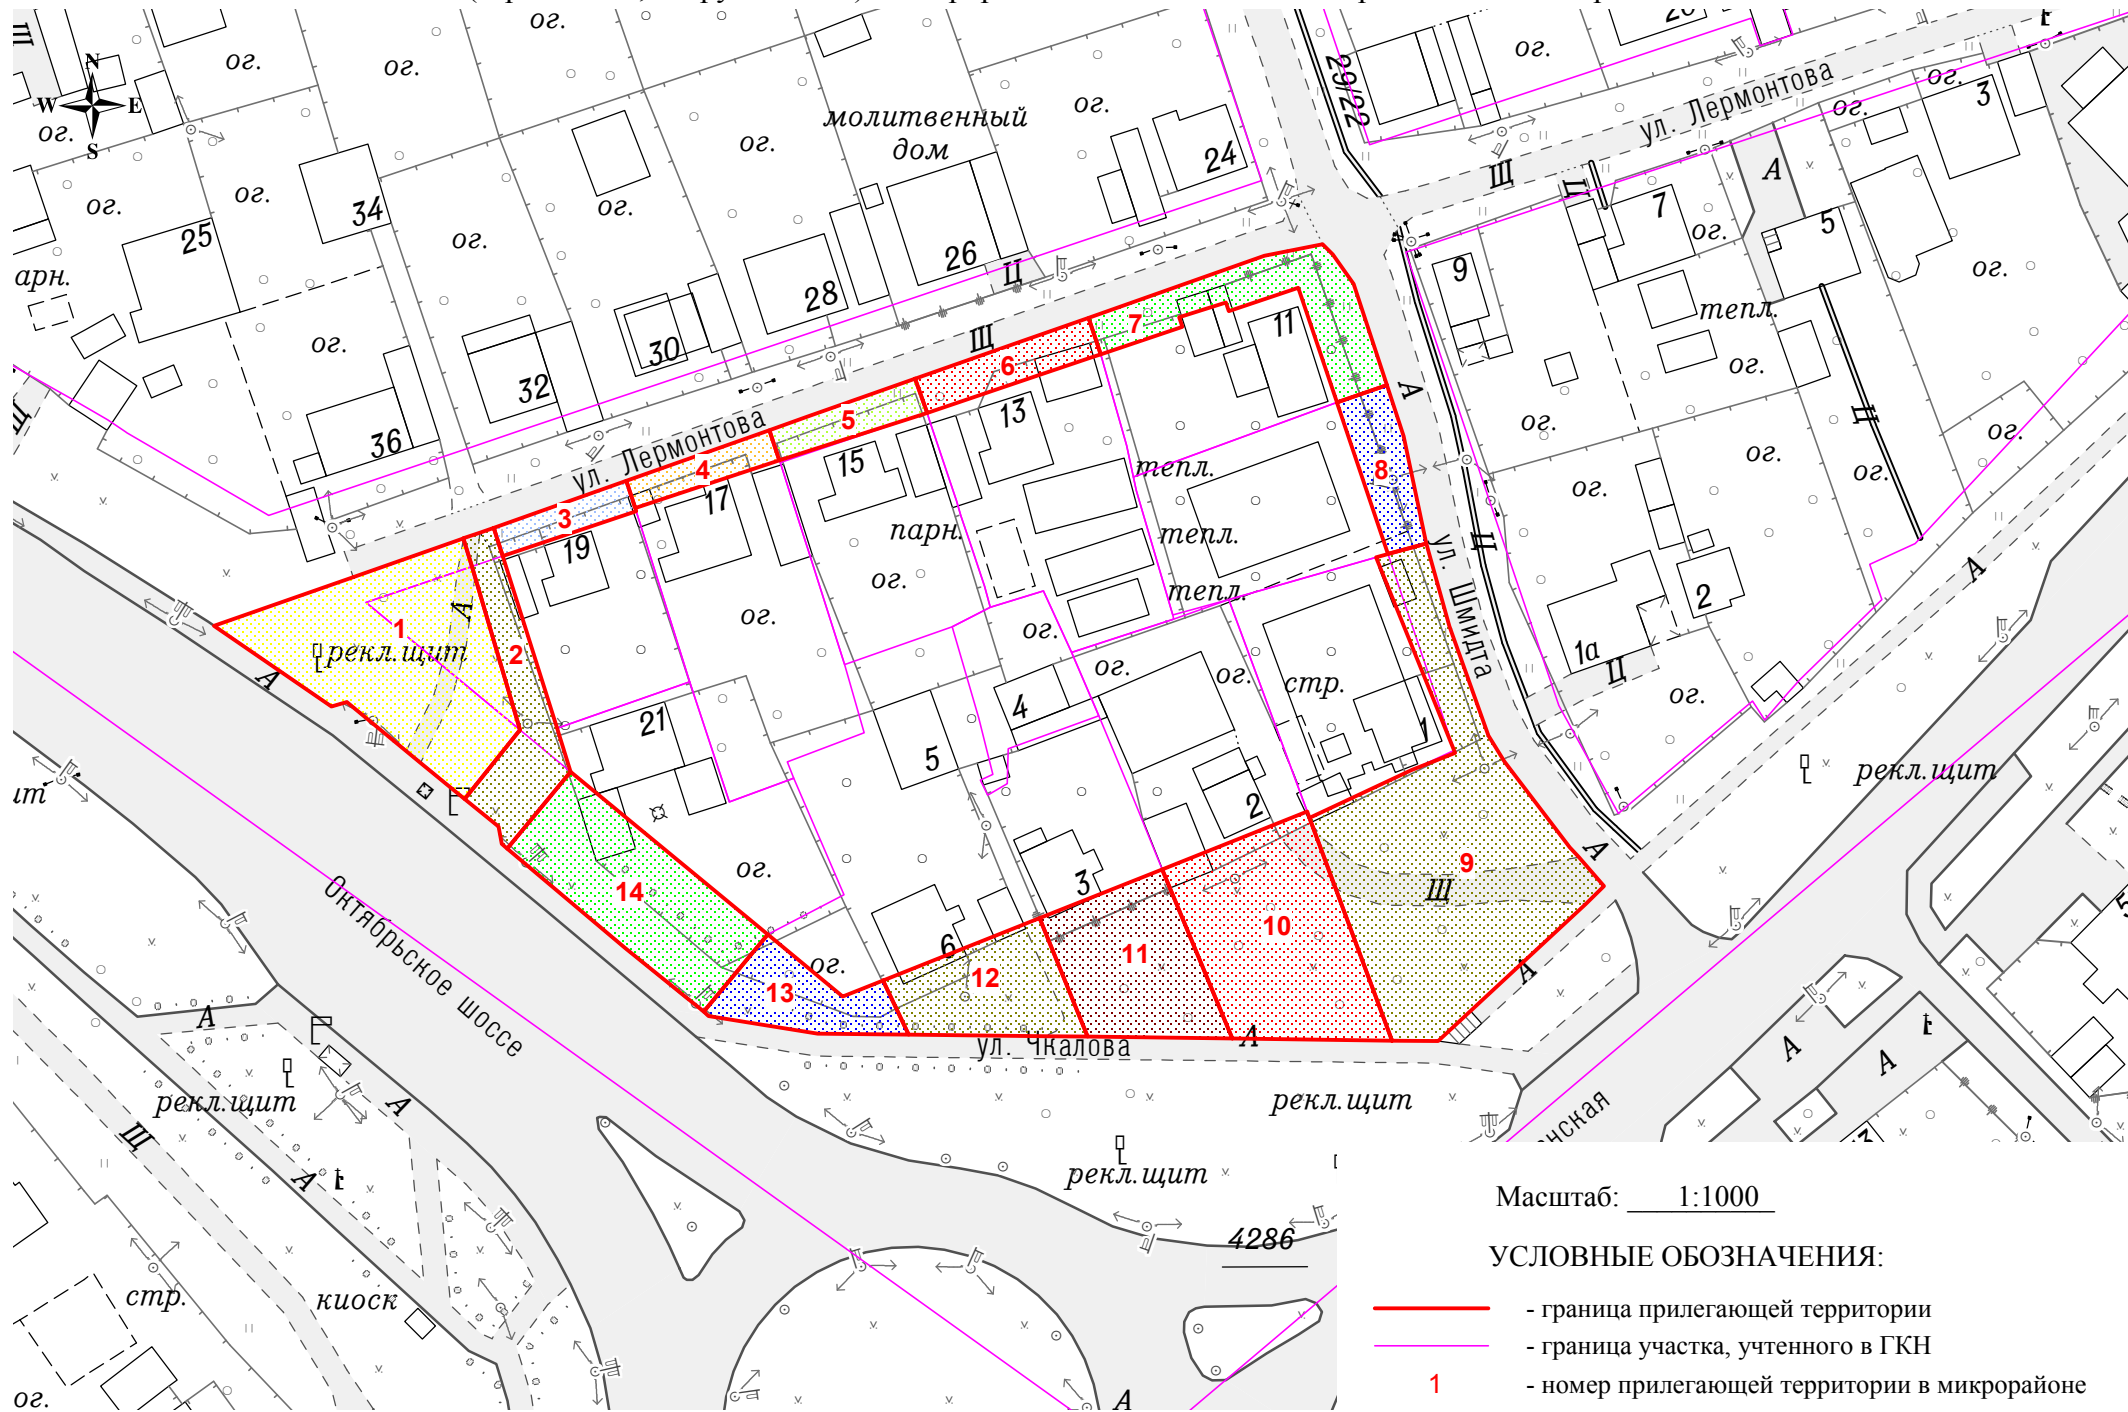 N
W E
S
ог.
ог.
ог.
ог.
ог.
ог.
молитвенный
дом
ог.
29/22
ул. Лермонтова
ог.
ог.
3
ог.
25
ог.
34
ог.
ог.
26
24
Щ
А
7
ог.
5
9
ог.
арн.
ог.
32
30
28
Ц
Щ
7
11
тепл.
ог.
36
ул. Лермонтова
6
13
5
15
4
17
3
19
тепл.
8
А
ог.
ог.
ог.
ог.
ог.
Ц
парн.
тепл.
ог.
тепл.
ул. Шмидта
Ц
1
рекл.щит
А
2
ог.
ог.
ог.
ог.
стр.
1а
2
Ц
ог.
А
А
21
5
4
2
1
рекл.щит
ог.
3
6
ог.
14
13
12
11
10
9
Щ
А
А
Октябрьское шоссе
ул. Чкалова
А
А
рекл.щит
А
Щ
А
рекл.щит
рекл.щит
А
А
4286
стр.
киоск
ог.
А
Масштаб: 1:1000
УСЛОВНЫЕ ОБОЗНАЧЕНИЯ:
- граница прилегающей территории
- граница участка, учтенного в ГКН
1 - номер прилегающей территории в микрорайоне